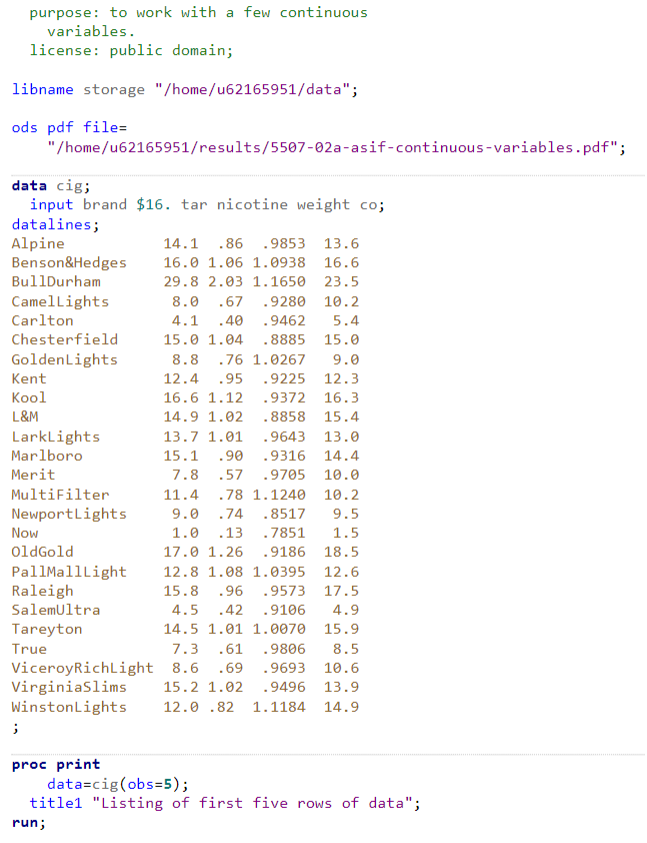 purpose: to work with a few continuous
variables.
license: public domain;
libname storage "/home/u62165951/data";
ods pdf file=
"/home/u62165951/results/5507-02a-asif-continuous-variables.pdf";
data cig;
input brand $16. tar nicotine weight co;
datalines;
Alpine           14.1  .86  .9853  13.6
Benson&Hedges    16.0 1.06 1.0938  16.6
BullDurham       29.8 2.03 1.1650  23.5
CamelLights       8.0  .67  .9280  10.2
Carlton           4.1  .40  .9462   5.4
Chesterfield     15.0 1.04  .8885  15.0
GoldenLights      8.8  .76 1.0267   9.0
Kent             12.4  .95  .9225  12.3
Kool             16.6 1.12  .9372  16.3
L&M              14.9 1.02  .8858  15.4
LarkLights       13.7 1.01  .9643  13.0
Marlboro         15.1  .90  .9316  14.4
Merit             7.8  .57  .9705  10.0
MultiFilter      11.4  .78 1.1240  10.2
NewportLights     9.0  .74  .8517   9.5
Now               1.0  .13  .7851   1.5
OldGold          17.0 1.26  .9186  18.5
PallMallLight    12.8 1.08 1.0395  12.6
Raleigh          15.8  .96  .9573  17.5
SalemUltra        4.5  .42  .9106   4.9
Tareyton         14.5 1.01 1.0070  15.9
True              7.3  .61  .9806   8.5
ViceroyRichLight  8.6  .69  .9693  10.6
VirginiaSlims    15.2 1.02  .9496  13.9
WinstonLights    12.0 .82  1.1184  14.9
;
proc print
data=cig(obs=5);
title1 "Listing of first five rows of data";
run;